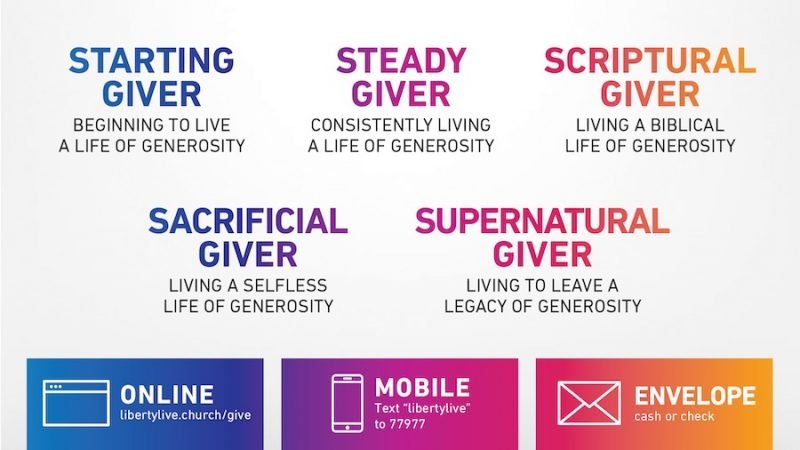 STARTING
GIVER
BEGINNING TO LIVE
A LIFE OF GENEROSITY
STEADY
GIVER
CONSISTENTLY LIVING
A LIFE OF GENEROSITY
SCRIPTURAL
GIVER
LIVING A BIBLICAL
LIFE OF GENEROSITY
SACRIFICIAL
GIVER
LIVING A SELFLESS
LIFE OF GENEROSITY
SUPERNATURAL
GIVER
LIVING TO LEAVE A
LEGACY OF GENEROSITY
ONLINE
libertylive.church/give
MOBILE
Text "libertylive"
to 77977
ENVELOPE
cash or check